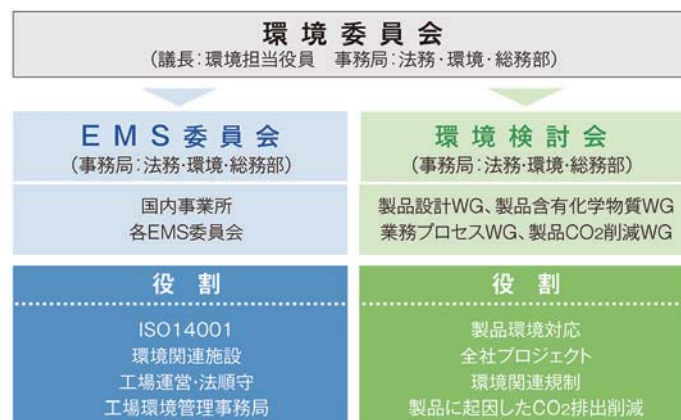 環境委員会
(議長:環境担当役員　事務局:法務・環境・総務部)
EMS委員会
(事務局:法務・環境・総務部)
国内事業所
各EMS委員会
役割
ISO14001
環境関連施設
工場運営・法順守
工場環境管理事務局
環境検討会
(事務局:法務・環境・総務部)
製品設計WG、製品含有化学物質WG
業務プロセスWG、製品CO2削減WG
役割
製品環境対応
全社プロジェクト
環境関連規制
製品に起因したCO2排出削減